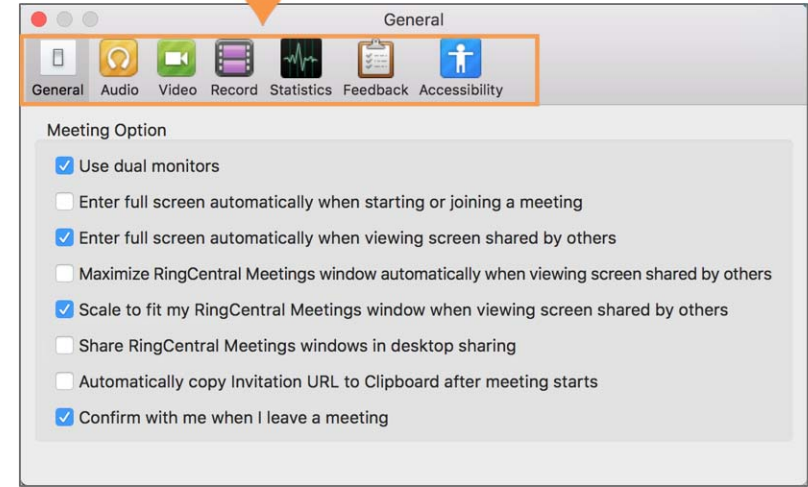 General
General Audio Video Record Statistics Feedback Accessibility
Meeting Option
Use dual monitors
Enter full screen automatically when starting or joining a meeting
Enter full screen automatically when viewing screen shared by others
Maximize RingCentral Meetings window automatically when viewing screen shared by others
Scale to fit my RingCentral Meetings window when viewing screen shared by others
Share RingCentral Meetings windows in desktop sharing
Automatically copy Invitation URL to Clipboard after meeting starts
Confirm with me when I leave a meeting